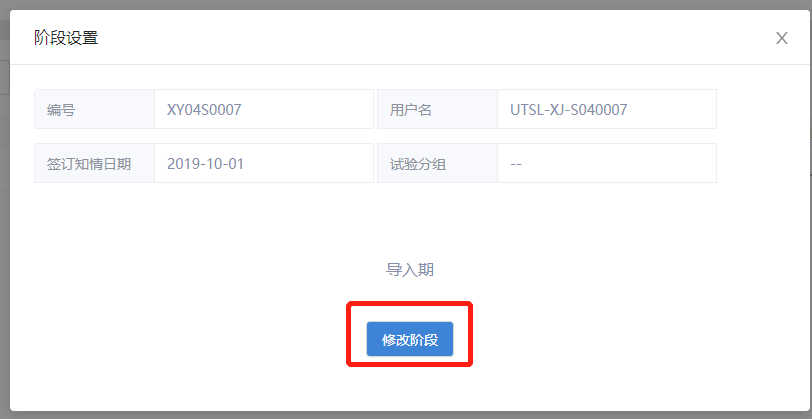 阶段设置
编号 XY04S0007 用户名 UTSL-XJ-S040007
签订知情日期 2019-10-01 试验分组 --
导入期
修改阶段